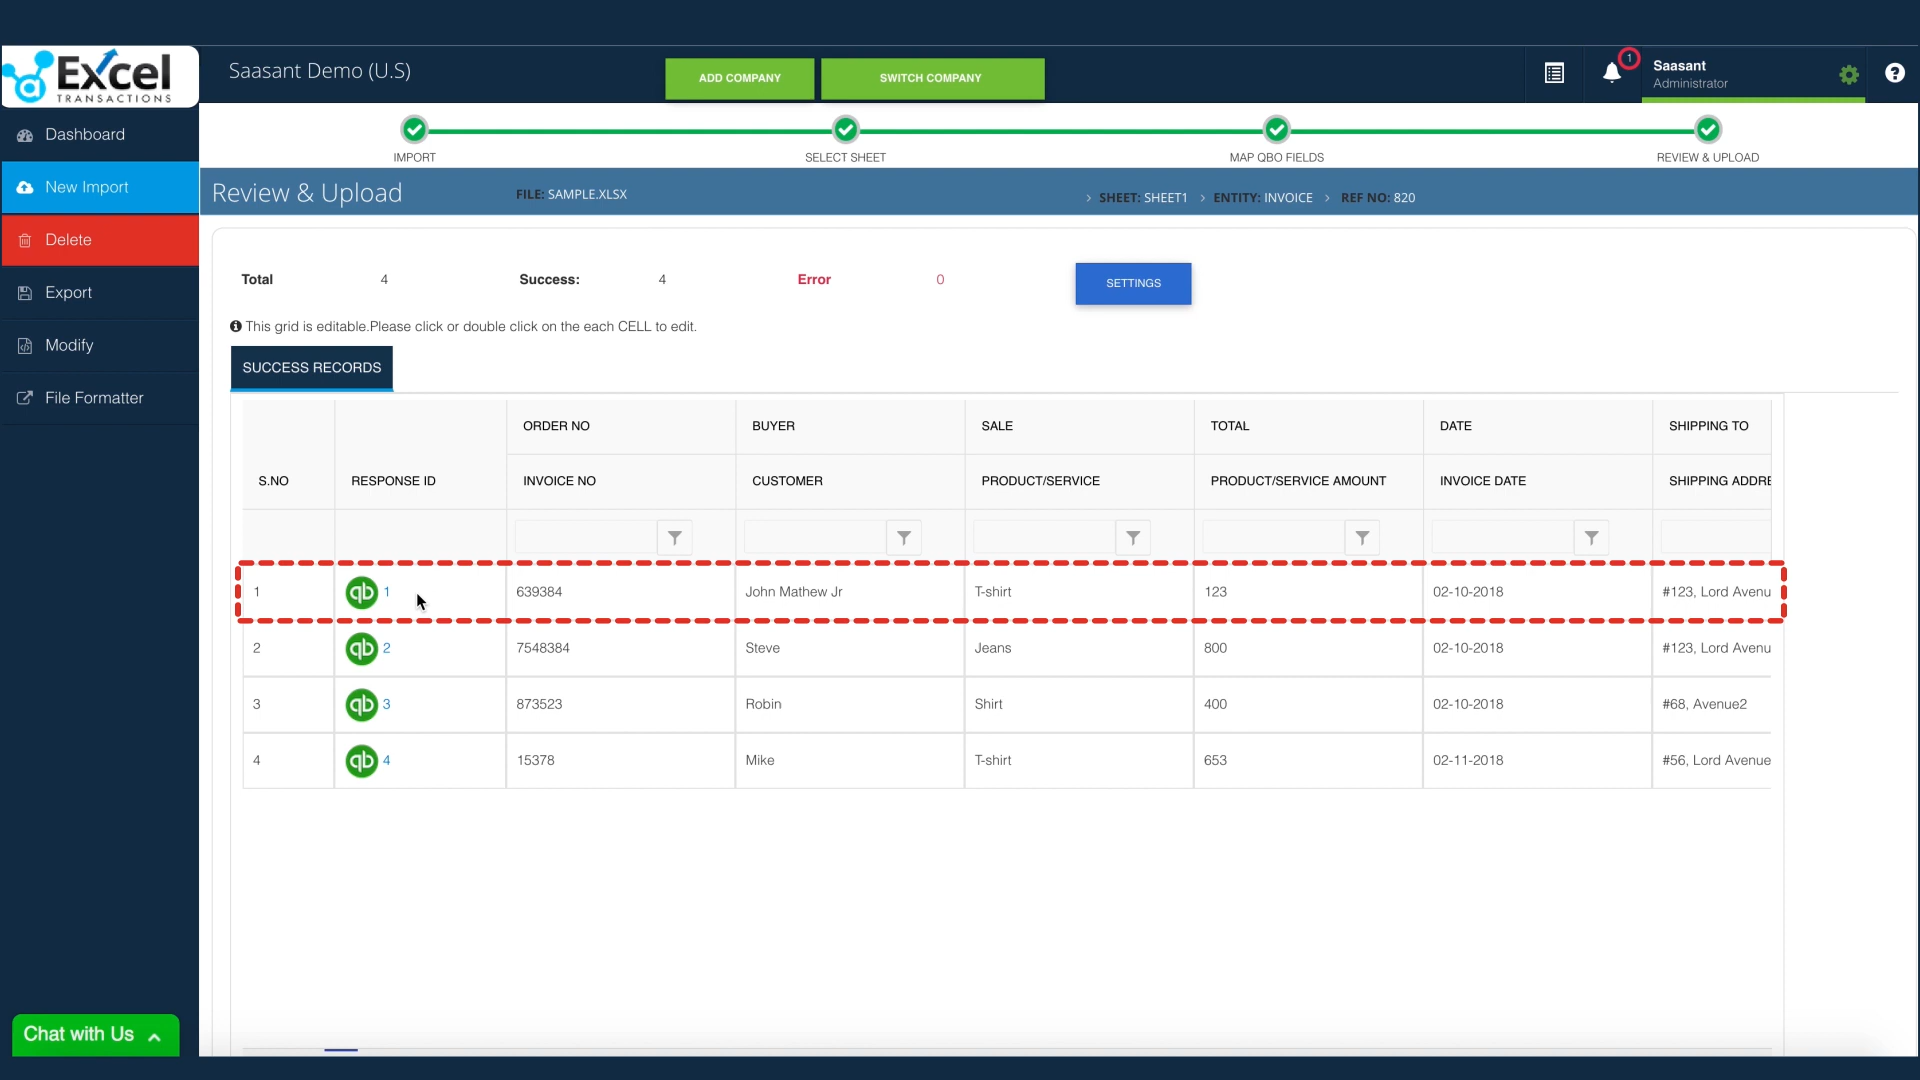 Excel
TRANSACTIONS
Saasant Demo (U.S)
ADD COMPANY
SWITCH COMPANY
1
Saasant
Administrator
Dashboard
New Import
Delete
Export
Modify
File Formatter
IMPORT
SELECT SHEET
MAP QBO FIELDS
REVIEW & UPLOAD
Review & Upload
FILE: SAMPLE.XLSX
> SHEET: SHEET1 > ENTITY: INVOICE > REF NO: 820
Total 4 Success: 4 Error 0
SETTINGS
This grid is editable.Please click or double click on the each CELL to edit.
SUCCESS RECORDS
ORDER NO BUYER SALE TOTAL DATE SHIPPING TO
S.NO RESPONSE ID INVOICE NO CUSTOMER PRODUCT/SERVICE PRODUCT/SERVICE AMOUNT INVOICE DATE SHIPPING ADDRE
1 qb 1 639384 John Mathew Jr T-shirt 123 02-10-2018 #123, Lord Avenu
2 qb 2 7548384 Steve Jeans 800 02-10-2018 #123, Lord Avenu
3 qb 3 873523 Robin Shirt 400 02-10-2018 #68, Avenue2
4 qb 4 15378 Mike T-shirt 653 02-11-2018 #56, Lord Avenue
Chat with Us